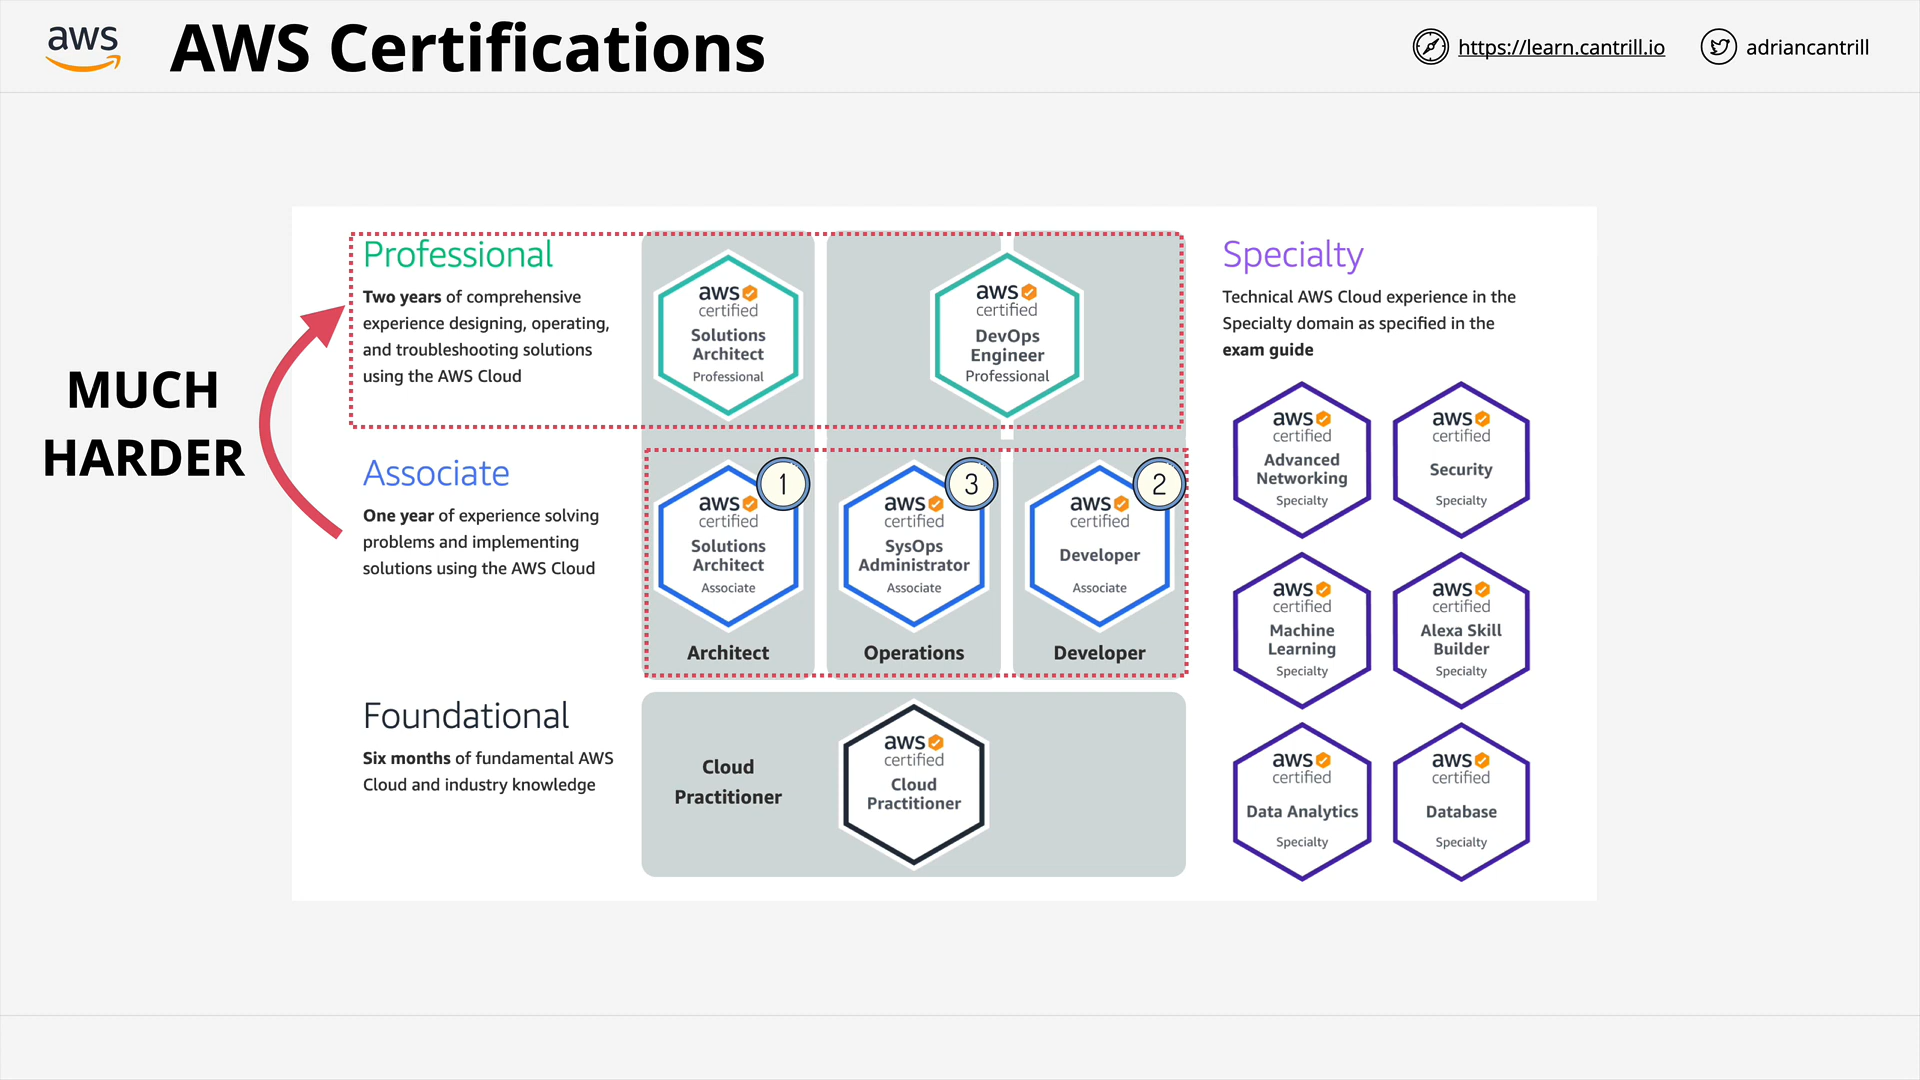 aws
AWS Certifications
https://learn.cantrill.io
adriancantrill
MUCH
HARDER
Professional
Two years of comprehensive
experience designing, operating,
and troubleshooting solutions
using the AWS Cloud
aws
certified
Solutions
Architect
Professional
aws
certified
DevOps
Engineer
Professional
Associate
One year of experience solving
problems and implementing
solutions using the AWS Cloud
1
aws
certified
Solutions
Architect
Associate
Architect
3
aws
certified
SysOps
Administrator
Associate
Operations
2
aws
certified
Developer
Associate
Developer
Foundational
Six months of fundamental AWS
Cloud and industry knowledge
Cloud
Practitioner
aws
certified
Cloud
Practitioner
Specialty
Technical AWS Cloud experience in the
Specialty domain as specified in the
exam guide
aws
certified
Advanced
Networking
Specialty
aws
certified
Security
Specialty
aws
certified
Machine
Learning
Specialty
aws
certified
Alexa Skill
Builder
Specialty
aws
certified
Data Analytics
Specialty
aws
certified
Database
Specialty